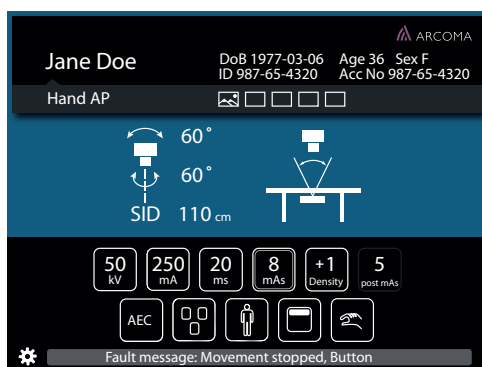 ARCOMA
Jane Doe
DoB 1977-03-06 Age 36 Sex F
ID 987-65-4320 Acc No 987-65-4320
Hand AP
60°
60°
SID 110 cm
50 kV 250 mA 20 ms 8 mAs +1 Density 5 post mAs
AEC
Fault message: Movement stopped, Button